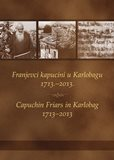 Franjevci kapucini u Karlobagu
1713.–2013.
Capuchin Friars in Karlobag
1713–2013